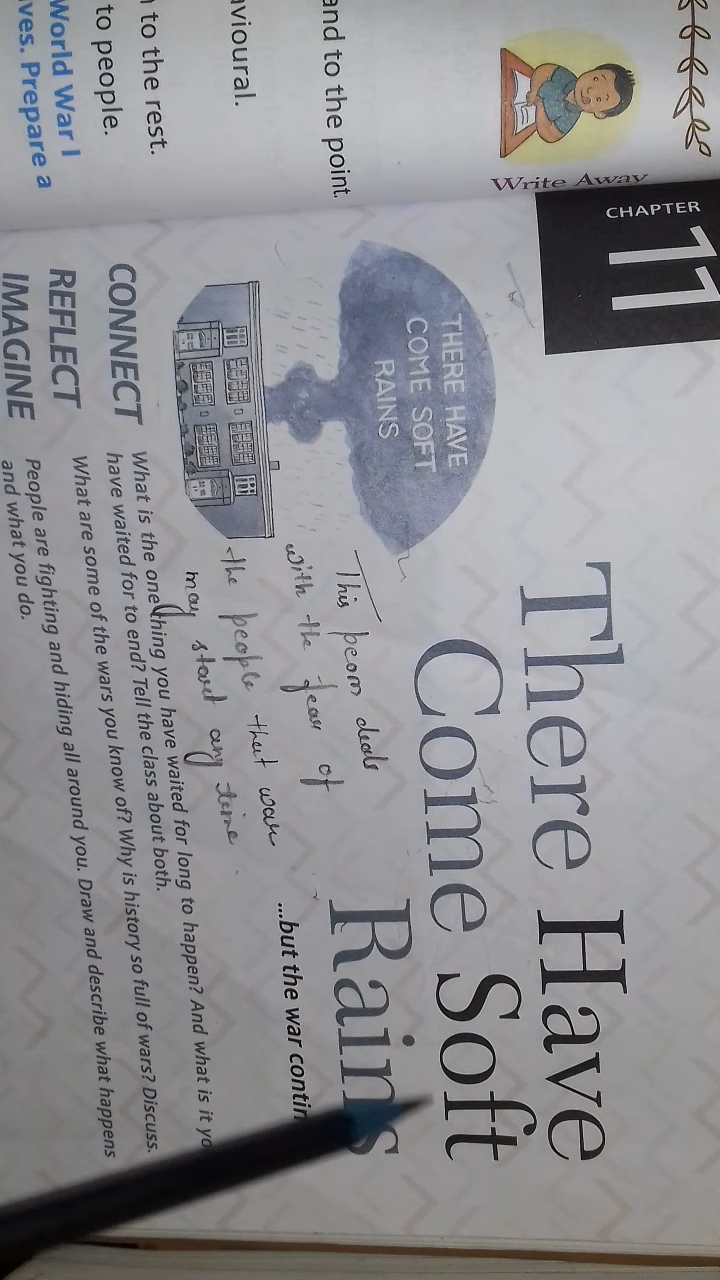 and to the point.
avioural.
to the rest.
to people.
World War I
ves. Prepare a
Write Away
CHAPTER
11
There Have
Come Soft
Rains
THERE HAVE
COME SOFT
RAINS
...but the war contin
This peom deals
with the fear of
the people that war
may start any time.
CONNECT
What is the one thing you have waited for long to happen? And what is it yo
have waited for to end? Tell the class about both.
REFLECT
What are some of the wars you know of? Why is history so full of wars? Discuss.
IMAGINE
People are fighting and hiding all around you. Draw and describe what happens
and what you do.